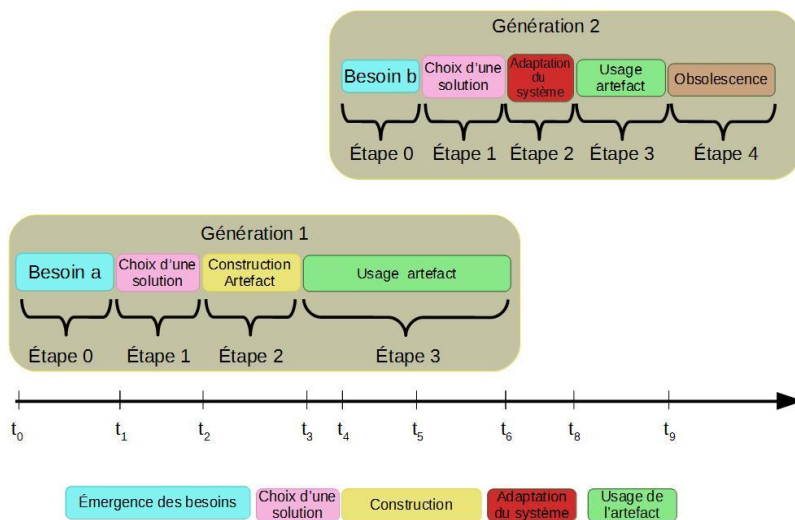 Génération 2
Besoin b
Choix d'une
solution
Adaptation
du
système
Usage
artefact
Obsolescence
Étape 0
Étape 1
Étape 2
Étape 3
Étape 4
Génération 1
Besoin a
Choix d'une
solution
Construction
Artefact
Usage artefact
Étape 0
Étape 1
Étape 2
Étape 3
t0
t1
t2
t3
t4
t5
t6
t8
t9
Émergence des besoins
Choix d'une
solution
Construction
Adaptation
du système
Usage de
l'artefact